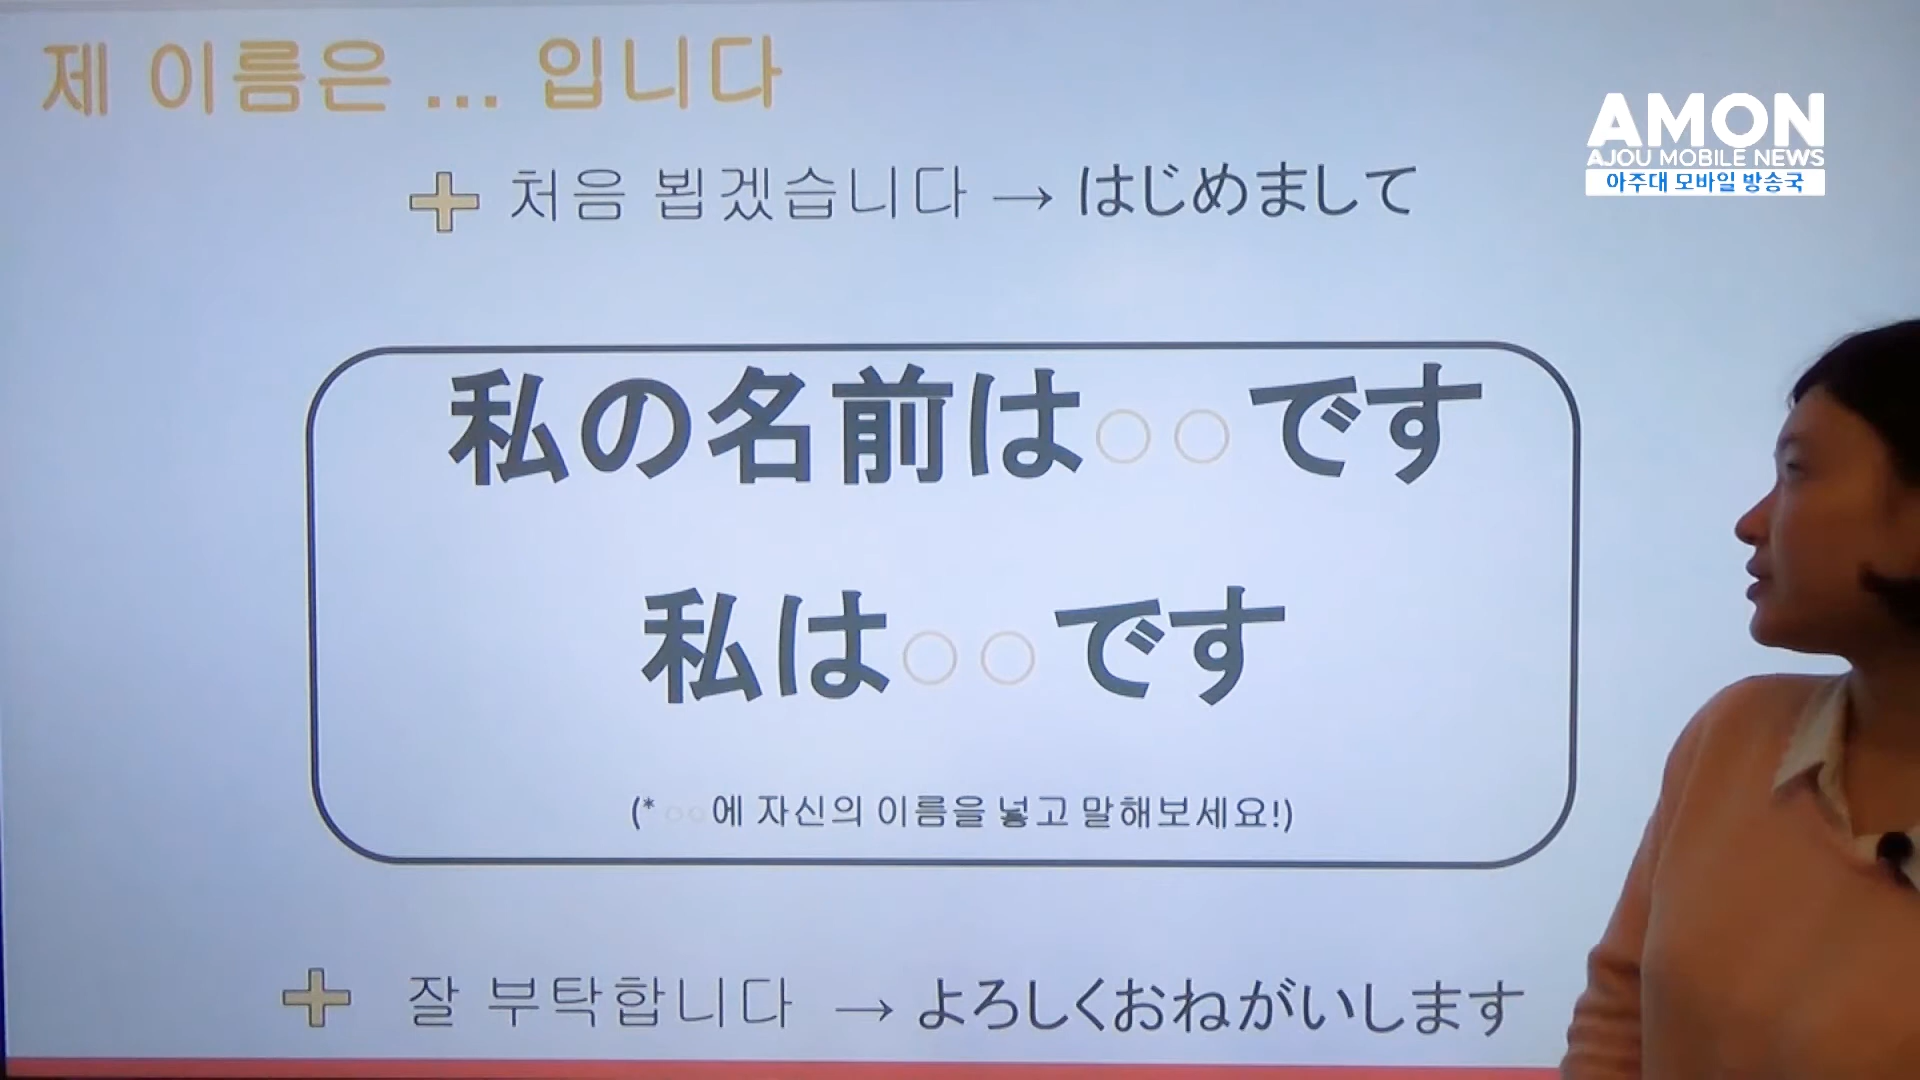 제 이름은 ... 입니다
AMON
AJOU MOBILE NEWS
아주대 모바일 방송국
처음 뵙겠습니다 → はじめまして
私の名前は○○です
私は○○です
(* ○○에 자신의 이름을 넣고 말해보세요!)
잘 부탁합니다 → よろしくおねがいします